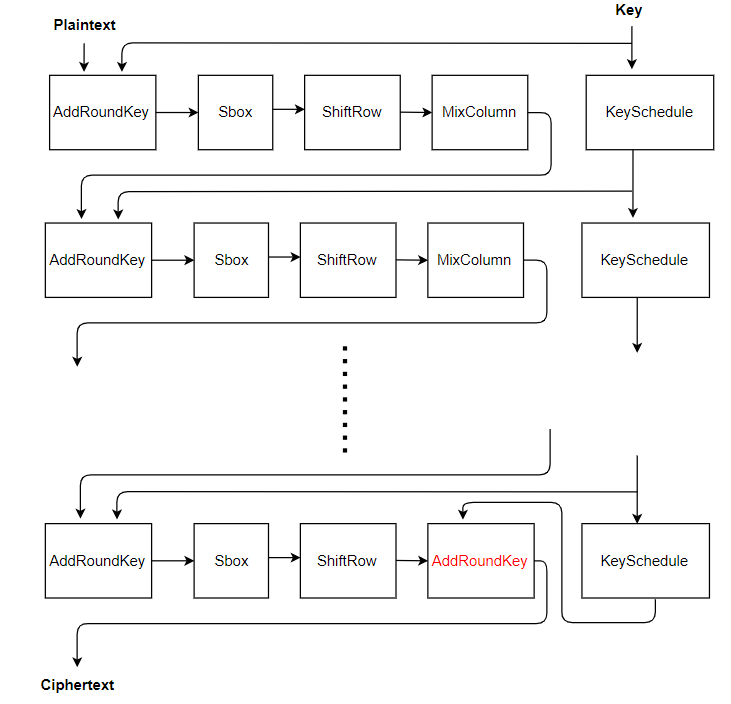 Key
Plaintext
AddRoundKey
Sbox
ShiftRow
MixColumn
KeySchedule
AddRoundKey
Sbox
ShiftRow
MixColumn
KeySchedule
AddRoundKey
Sbox
ShiftRow
AddRoundKey
KeySchedule
Ciphertext